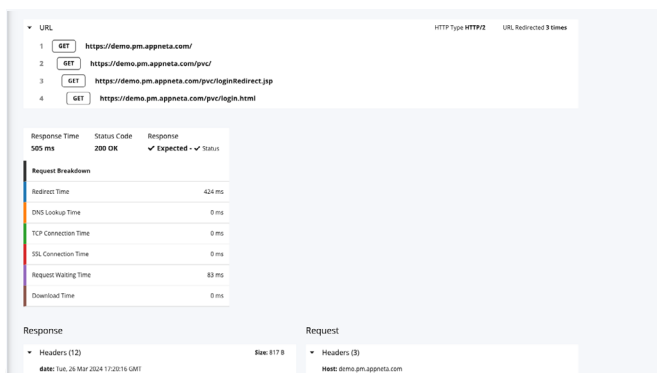 URL HTTP Type HTTP/2 URL Redirected 3 times
1 GET https://demo.pm.appneta.com/
2 GET https://demo.pm.appneta.com/pvc/
3 GET https://demo.pm.appneta.com/pvc/loginRedirect.jsp
4 GET https://demo.pm.appneta.com/pvc/login.html
Response Time Status Code Response
505 ms 200 OK ✔ Expected - ✔ Status
Request Breakdown
Redirect Time 424 ms
DNS Lookup Time 0 ms
TCP Connection Time 0 ms
SSL Connection Time 0 ms
Request Waiting Time 83 ms
Download Time 0 ms
Response Request
Headers (12) Size: 817 B Headers (3)
date: Tue, 26 Mar 2024 17:20:16 GMT Host: demo.pm.appneta.com